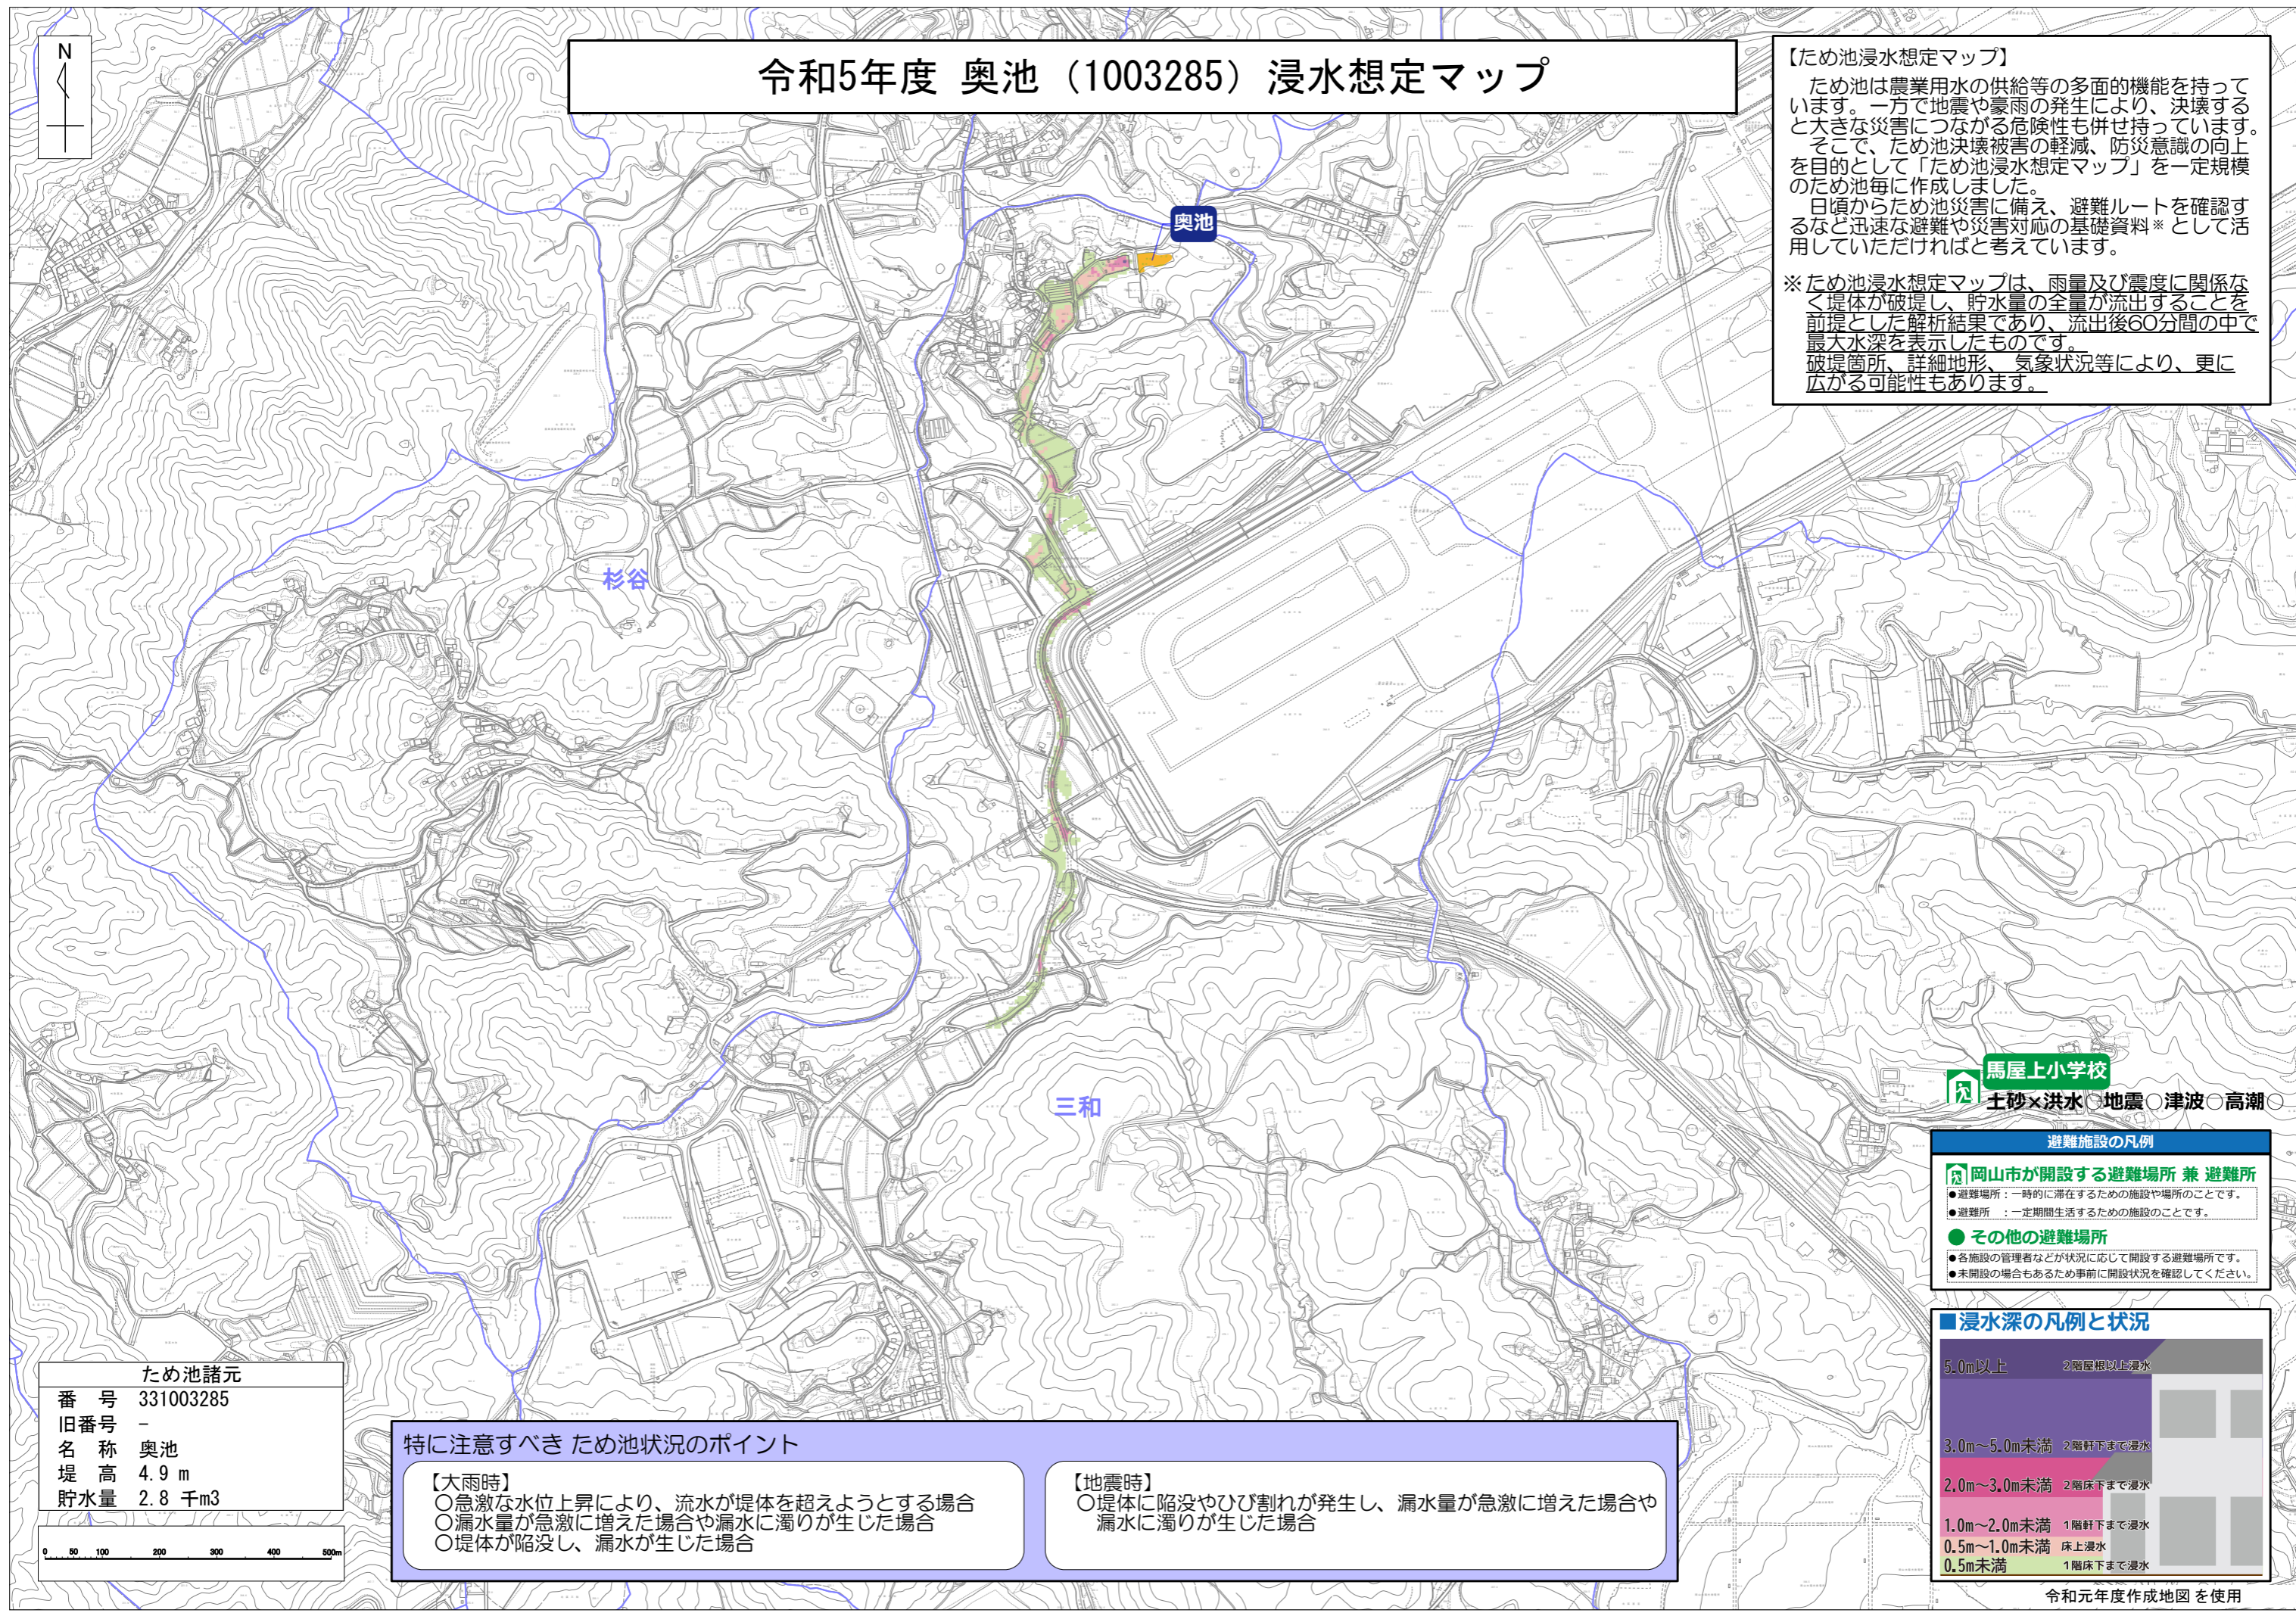 N
令和5年度 奥池（1003285）浸水想定マップ
【ため池浸水想定マップ】
ため池は農業用水の供給等の多面的機能を持って
います。一方で地震や豪雨の発生により、決壊する
と大きな災害につながる危険性も併せ持っています。
そこで、ため池決壊被害の軽減、防災意識の向上
を目的として「ため池浸水想定マップ」を一定規模
のため池毎に作成しました。
日頃からため池災害に備え、避難ルートを確認す
るなど迅速な避難や災害対応の基礎資料※として活
用していただければと考えています。
※ため池浸水想定マップは、雨量及び震度に関係な
く堤体が破堤し、貯水量の全量が流出することを
前提とした解析結果であり、流出後60分間の中で
最大水深を表示したものです。
破堤箇所、詳細地形、気象状況等により、更に
広がる可能性もあります。
奥池
杉谷
三和
馬屋上小学校
土砂×洪水○地震○津波○高潮○
避難施設の凡例
岡山市が開設する避難場所 兼 避難所
●避難場所：一時的に滞在するための施設や場所のことです。
●避難所　：一定期間生活するための施設のことです。
● その他の避難場所
●各施設の管理者などが状況に応じて開設する避難場所です。
●未開設の場合もあるため事前に開設状況を確認してください。
■浸水深の凡例と状況
5.0m以上 2階屋根以上浸水
3.0m～5.0m未満 2階軒下まで浸水
2.0m～3.0m未満 2階床下まで浸水
1.0m～2.0m未満 1階軒下まで浸水
0.5m～1.0m未満 床上浸水
0.5m未満 1階床下まで浸水
令和元年度作成地図を使用
ため池諸元
番　号 331003285
旧番号 -
名　称 奥池
堤　高 4.9 m
貯水量 2.8 千m3
0 50 100 200 300 400 500m
特に注意すべき ため池状況のポイント
【大雨時】
○急激な水位上昇により、流水が堤体を超えようとする場合
○漏水量が急激に増えた場合や漏水に濁りが生じた場合
○堤体が陥没し、漏水が生じた場合
【地震時】
○堤体に陥没やひび割れが発生し、漏水量が急激に増えた場合や
漏水に濁りが生じた場合